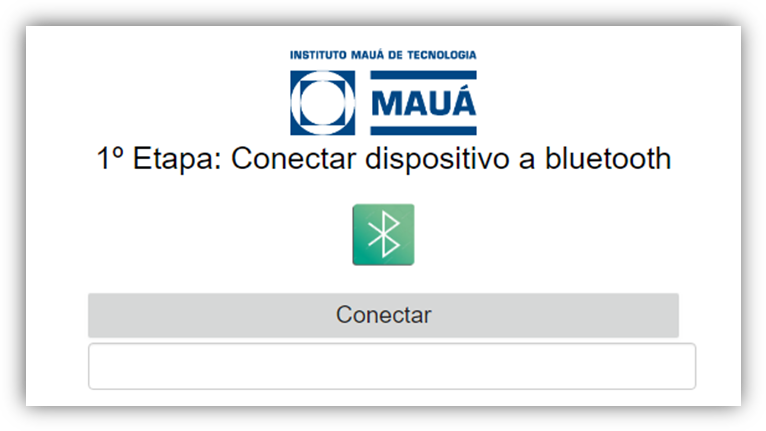 INSTITUTO MAUÁ DE TECNOLOGIA
MAUÁ
1º Etapa: Conectar dispositivo a bluetooth
Conectar